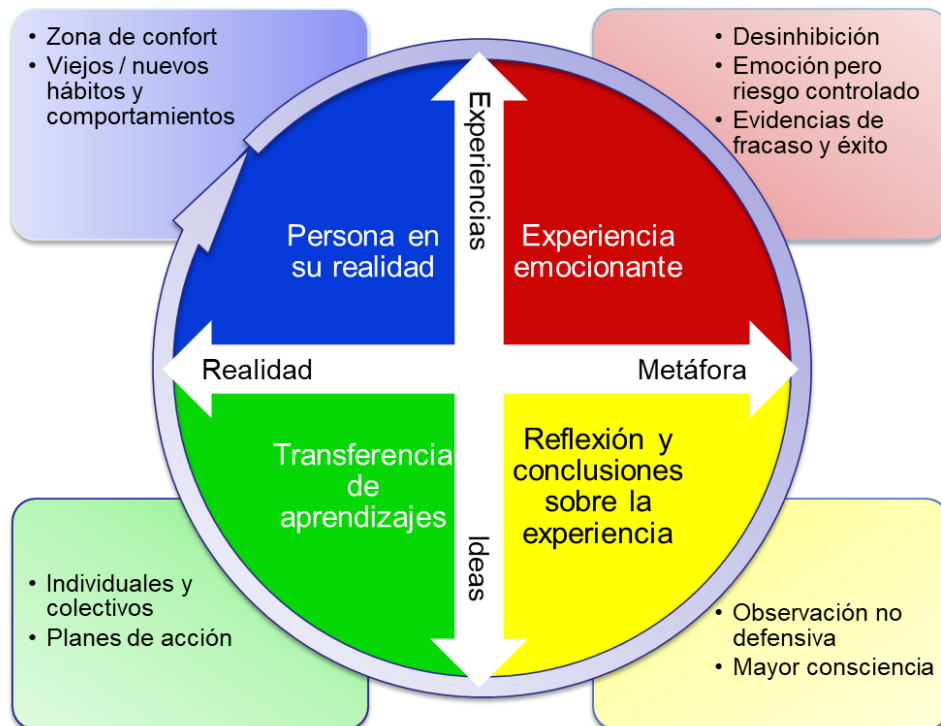 • Zona de confort
• Viejos / nuevos
hábitos y
comportamientos
• Desinhibición
• Emoción pero
riesgo controlado
• Evidencias de
fracaso y éxito
Experiencias
Persona en
su realidad
Experiencia
emocionante
Realidad
Metáfora
Transferencia
de
aprendizajes
Reflexión y
conclusiones
sobre la
experiencia
Ideas
• Individuales y
colectivos
• Planes de acción
• Observación no
defensiva
• Mayor consciencia